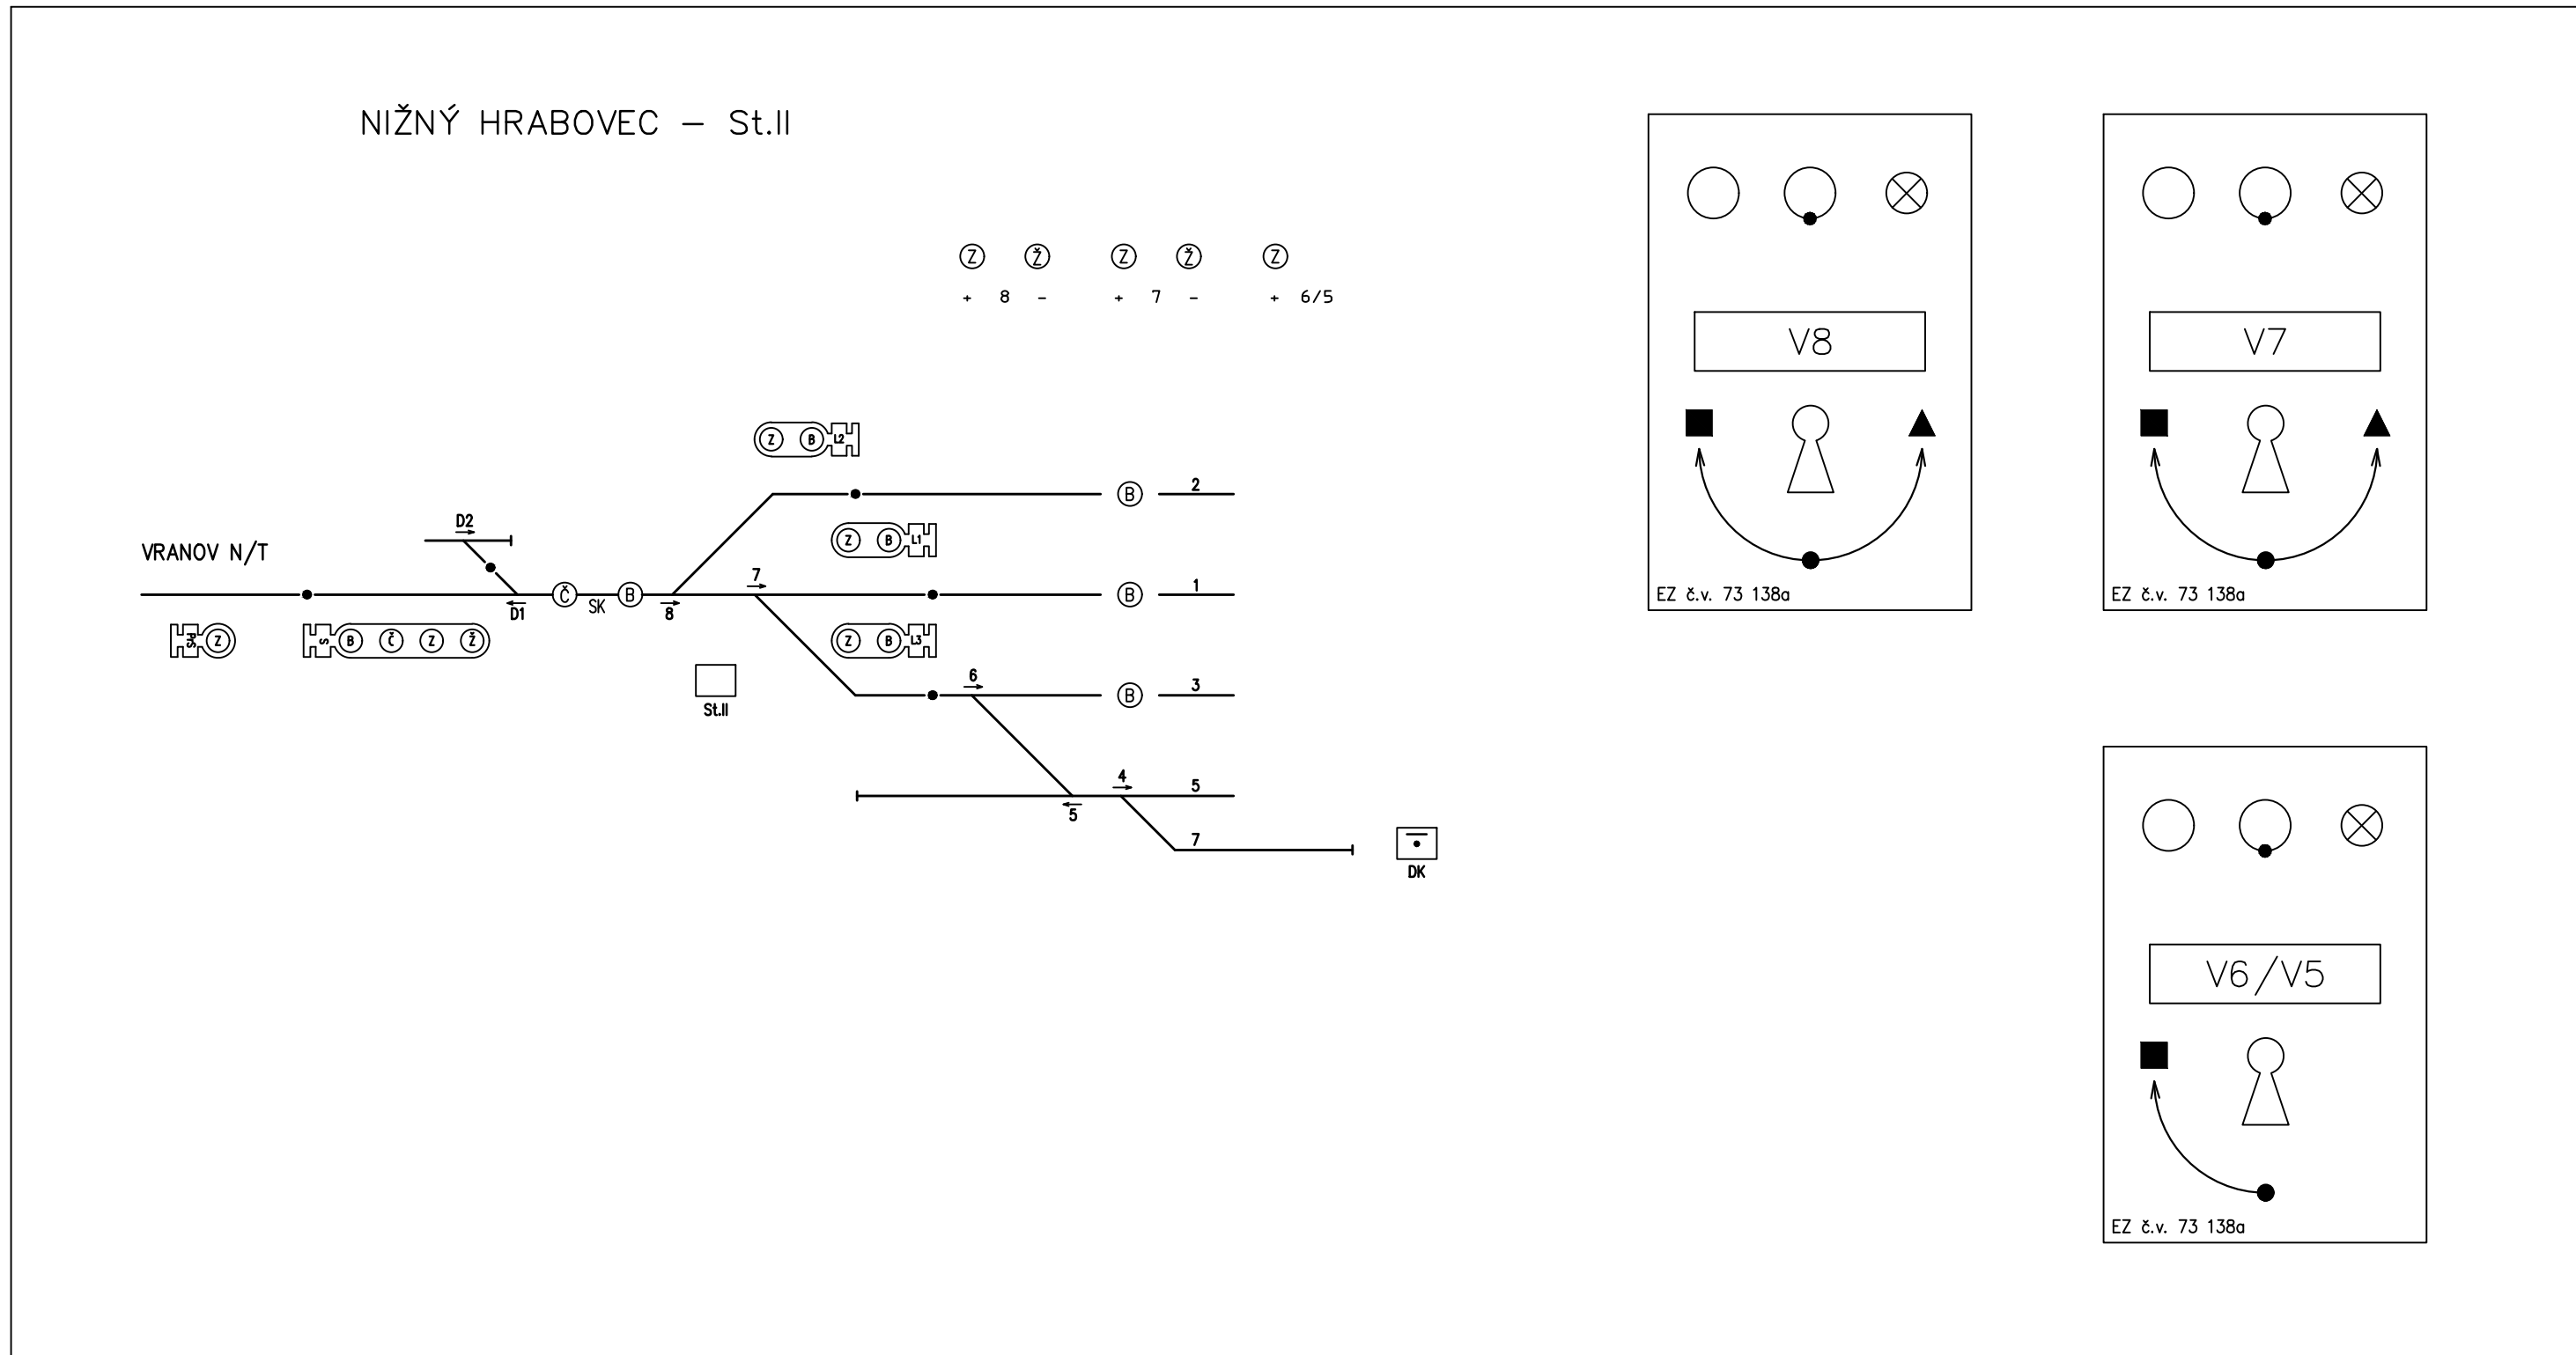 NIŽNÝ HRABOVEC – St.II
Z Ž Z Ž Z
+ 8 - + 7 - + 6/5
Z B L2
2
B
D2
Z B L1
VRANOV N/T
7
1
Č SK B
B
D1
8
PrS Z
S B Č Z Ž
Z B L3
6
3
B
St.II
4
5
5
7
DK
V8
EZ č.v. 73 138a
V7
EZ č.v. 73 138a
V6/V5
EZ č.v. 73 138a